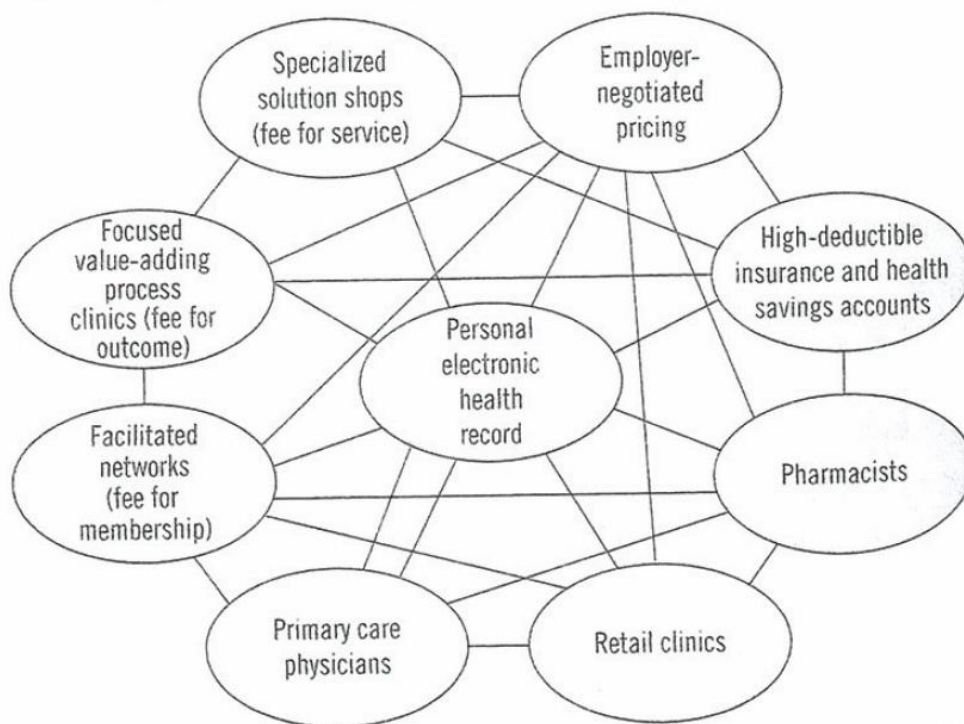 Specialized
solution shops
(fee for service)
Employer-
negotiated
pricing
Focused
value-adding
process
clinics (fee for
outcome)
High-deductible
insurance and health
savings accounts
Personal
electronic
health
record
Facilitated
networks
(fee for
membership)
Pharmacists
Primary care
physicians
Retail clinics